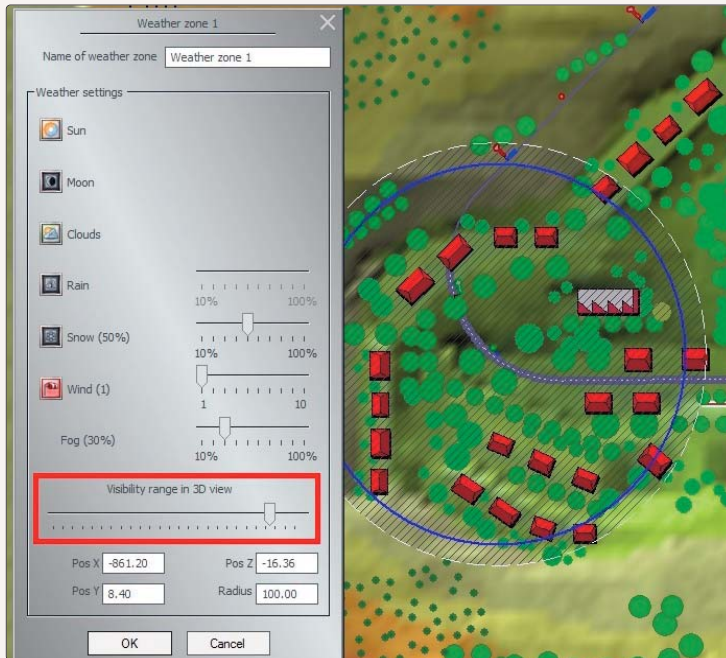 Weather zone 1
Name of weather zone Weather zone 1
Weather settings
Sun
Moon
Clouds
Rain
10% 100%
Snow (50%)
10% 100%
Wind (1)
1 10
Fog (30%)
10% 100%
Visibility range in 3D view
Pos X -861.20 Pos Z -16.36
Pos Y 8.40 Radius 100.00
OK Cancel